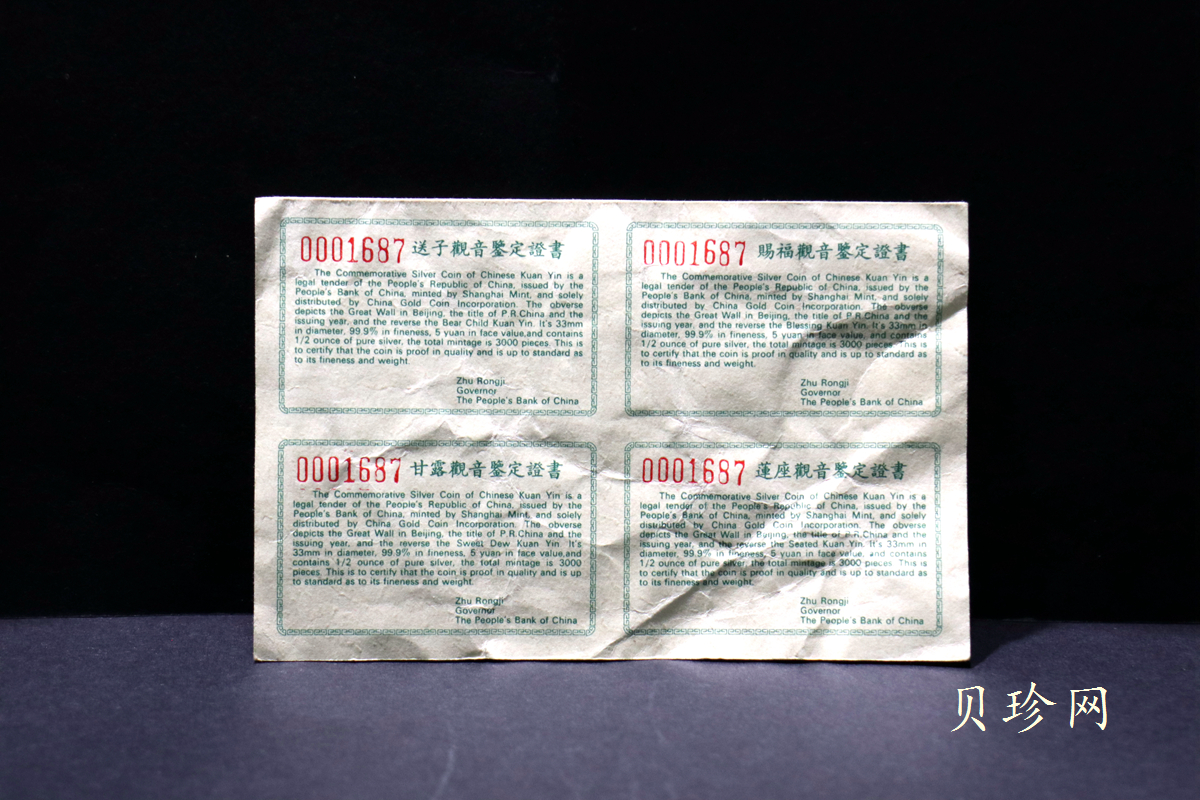 0001687 送子觀音鑒定證書
The Commemorative Silver Coin of Chinese Kuan Yin is a
legal tender of the People's Republic of China, issued by the
People's Bank of China, minted by Shanghai Mint, and solely
distributed by China Gold Coin Incorporation. The obverse
depicts the Great Wall in Beijing, the title of P.R.China and the
issuing year, and the reverse the Bear Child Kuan Yin. It's 33mm
in diameter, 99.9% in fineness, 5 yuan in face value,and contains
1/2 ounce of pure silver, the total mintage is 3000 pieces. This is
to certify that the coin is proof in quality and is up to standard as
to its fineness and weight.
Zhu Rongji
Governor
The People's Bank of China
0001687 賜福觀音鑒定證書
The Commemorative Silver Coin of Chinese Kuan Yin is a
legal tender of the People's Republic of China, issued by the
People's Bank of China, minted by Shanghai Mint, and solely
distributed by China Gold Coin Incorporation. The obverse
depicts the Great Wall in Beijing, the title of P.R.China and the
issuing year, and the reverse the Blessing Kuan Yin. It's 33mm in
diameter, 99.9% in fineness, 5 yuan in face value, and contains
1/2 ounce of pure silver, the total mintage is 3000 pieces. This is
to certify that the coin is proof in quality and is up to standard as
to its fineness and weight.
Zhu Rongji
Governor
The People's Bank of China
0001687 甘露觀音鑒定證書
The Commemorative Silver Coin of Chinese Kuan Yin is a
legal tender of the People's Republic of China, issued by the
People's Bank of China, minted by Shanghai Mint, and solely
distributed by China Gold Coin Incorporation. The obverse
depicts the Great Wall in Beijing, the title of P.R.China and the
issuing year, and the reverse the Sweet Dew Kuan Yin. It's
33mm in diameter, 99.9% in fineness, 5 yuan in face value,and
contains 1/2 ounce of pure silver, the total mintage is 3000
pieces. This is to certify that the coin is proof in quality and is up
to standard as to its fineness and weight.
Zhu Rongji
Governor
The People's Bank of China
0001687 蓮座觀音鑒定證書
The Commemorative Silver Coin of Chinese Kuan Yin is a
legal tender of the People's Republic of China, issued by the
People's Bank of China, minted by Shanghai Mint, and solely
distributed by China Gold Coin Incorporation. The obverse
depicts the Great Wall in Beijing, the title of P.R.China and the
issuing year, and the reverse the Seated Kuan Yin. It's 33mm in
diameter, 99.9% in fineness, 5 yuan in face value, and contains
1/2 ounce of pure silver, the total mintage is 3000 pieces. This is
to certify that the coin is proof in quality and is up to standard as
to its fineness and weight.
Zhu Rongji
Governor
The People's Bank of China
贝珍网